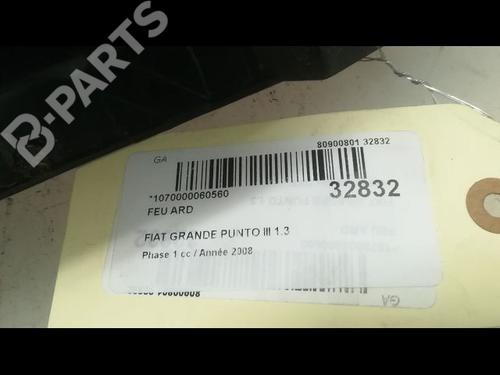 B-PARTS
GA
80900801 32832
*1070000060560
32832
FEU ARD
FIAT GRANDE PUNTO III 1.3
Phase 1 cc / Année 2008
GA